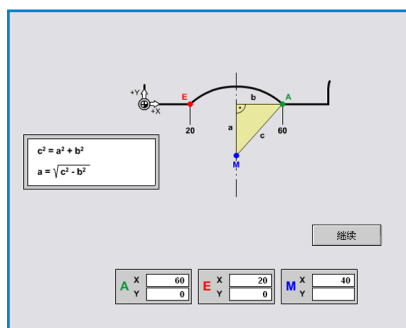 +Y
+X
E
b
A
20
a
60
c
M
c² = a² + b²
a = √c² - b²
继续
A X 60
Y 0
E X 20
Y 0
M X 40
Y